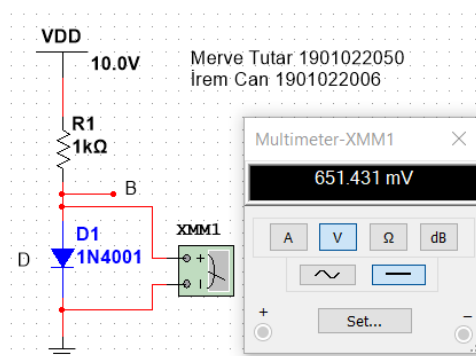 VDD
10.0V
Merve Tutar 1901022050
İrem Can 1901022006
R1
1kΩ
B
D1
1N4001
D
XMM1
+
Multimeter-XMM1
651.431 mV
A V Ω dB
+
Set...
−